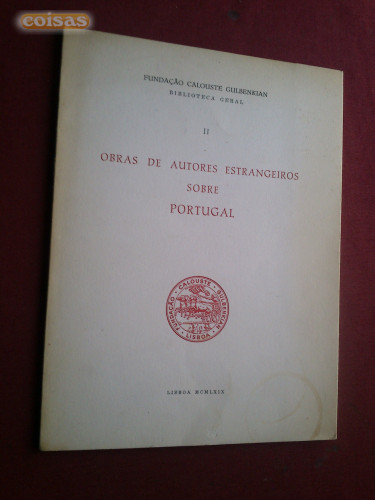 coisas
FUNDAÇÃO CALOUSTE GULBENKIAN
BIBLIOTECA GERAL
II
OBRAS DE AUTORES ESTRANGEIROS
SOBRE
PORTUGAL
FUNDAÇÃO · CALOUSTE · GULBENKIAN · LISBOA ·
LISBOA MCMLXIX